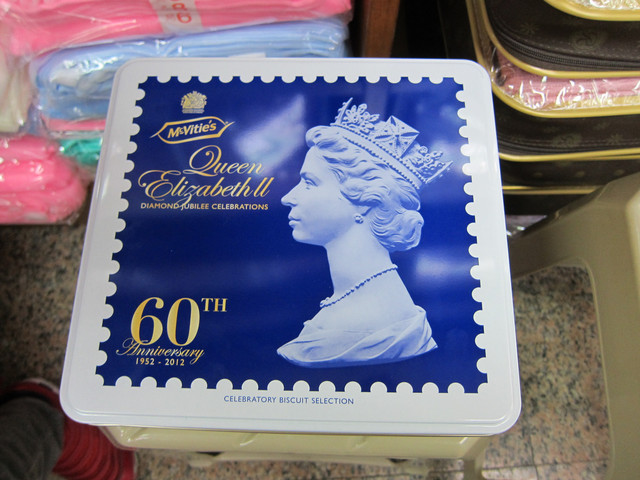 McVitie's
Queen
Elizabeth II
DIAMOND JUBILEE CELEBRATIONS
60TH
Anniversary
1952 - 2012
CELEBRATORY BISCUIT SELECTION